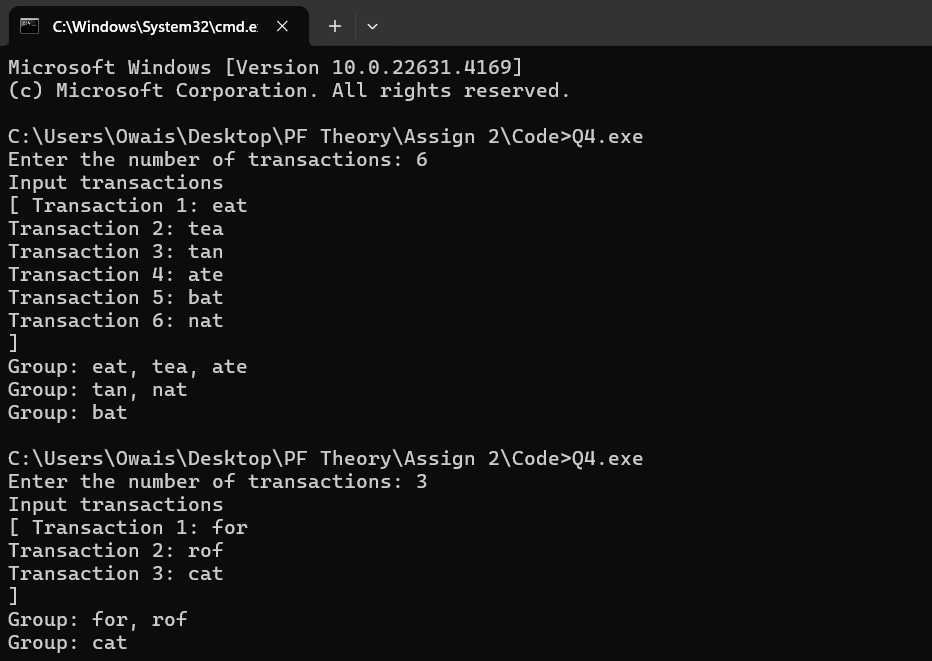 C:\Windows\System32\cmd.e
Microsoft Windows [Version 10.0.22631.4169]
(c) Microsoft Corporation. All rights reserved.
C:\Users\Owais\Desktop\PF Theory\Assign 2\Code>Q4.exe
Enter the number of transactions: 6
Input transactions
[ Transaction 1: eat
Transaction 2: tea
Transaction 3: tan
Transaction 4: ate
Transaction 5: bat
Transaction 6: nat
]
Group: eat, tea, ate
Group: tan, nat
Group: bat
C:\Users\Owais\Desktop\PF Theory\Assign 2\Code>Q4.exe
Enter the number of transactions: 3
Input transactions
[ Transaction 1: for
Transaction 2: rof
Transaction 3: cat
]
Group: for, rof
Group: cat